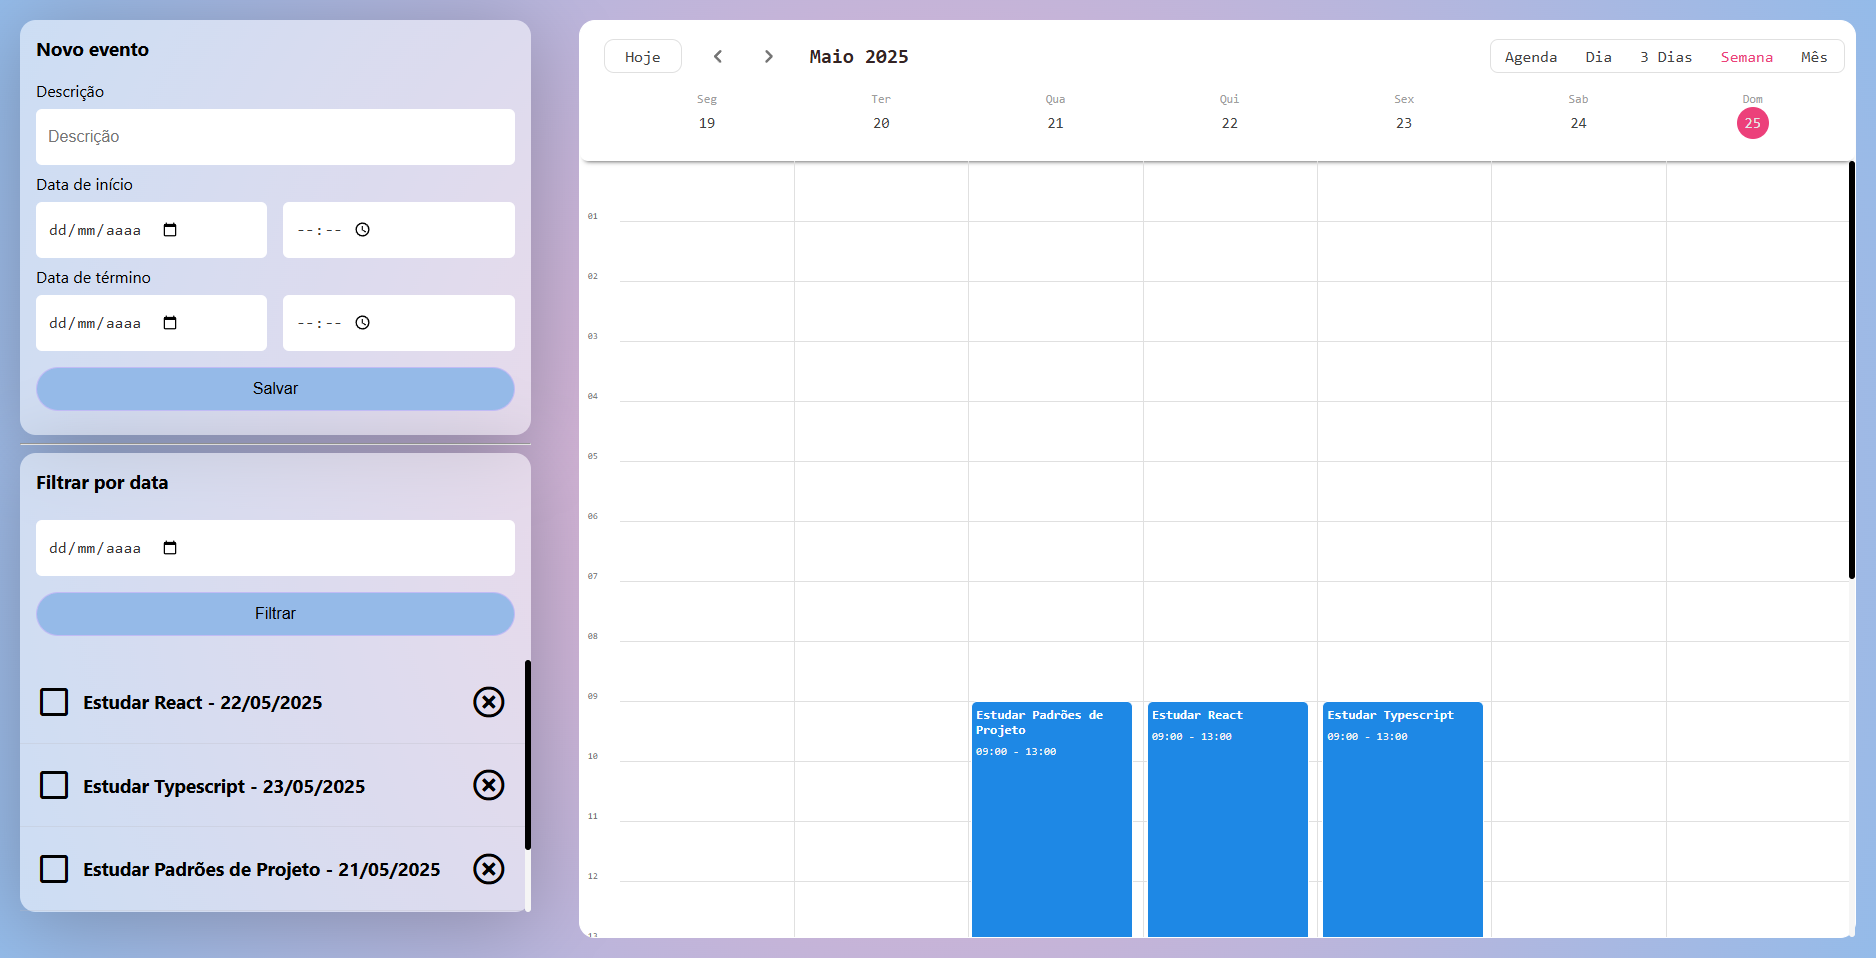 Novo evento
Descrição
Descrição
Data de início
dd/mm/aaaa --:--
Data de término
dd/mm/aaaa --:--
Salvar
Filtrar por data
dd/mm/aaaa
Filtrar
Estudar React - 22/05/2025
Estudar Typescript - 23/05/2025
Estudar Padrões de Projeto - 21/05/2025
Hoje Maio 2025 Agenda Dia 3 Dias Semana Mês
Seg Ter Qua Qui Sex Sab Dom
19 20 21 22 23 24 25
01
02
03
04
05
06
07
08
09
Estudar Padrões de
Projeto
09:00 - 13:00
Estudar React
09:00 - 13:00
Estudar Typescript
09:00 - 13:00
10
11
12
13